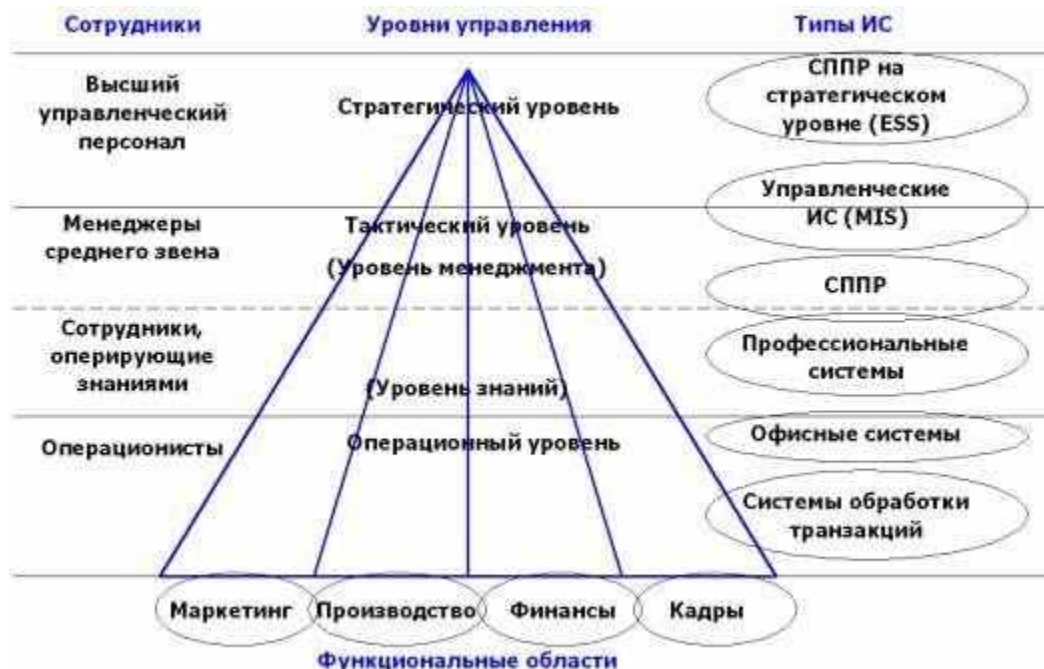 Сотрудники Уровни управления Типы ИС
Высший
управленческий
персонал
Стратегический уровень
СППР на
стратегическом
уровне (ESS)
Управленческие
ИС (MIS)
Менеджеры
среднего звена
Тактический уровень
(Уровень менеджмента)
СППР
Сотрудники,
оперирующие
знаниями
(Уровень знаний)
Профессиональные
системы
Операционисты
Операционный уровень
Офисные системы
Системы обработки
транзакций
Маркетинг Производство Финансы Кадры
Функциональные области